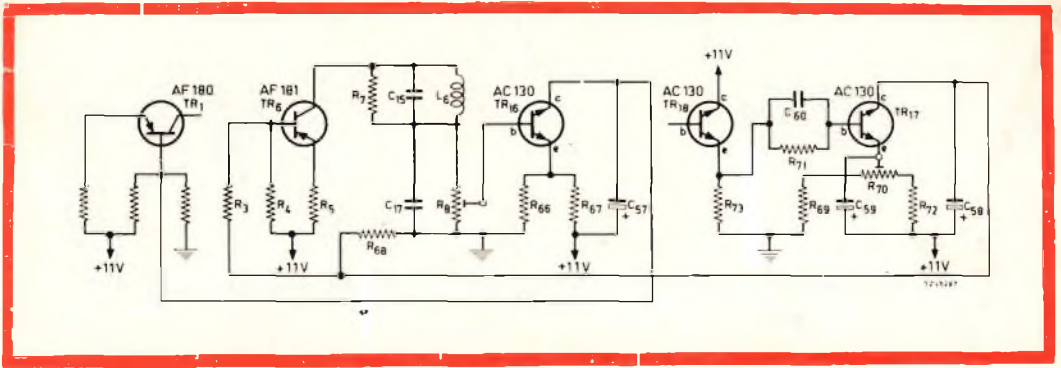 AF 180
TR1
+11V
AF 181
TR6
R3
R4
R5
+11V
R7
C15
L6
C17
R8
R68
AC 130
TR16
b
c
e
R66
R67
C57
+
+11V
+11V
AC 130
TR18
b
c
e
R73
C60
R71
AC 130
TR17
b
c
e
R70
R69
C59
+
R72
C58
+
+11V